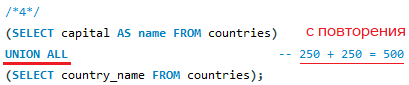 /*4*/
(SELECT capital AS name FROM countries) с повторения
UNION ALL -- 250 + 250 = 500
(SELECT country_name FROM countries);